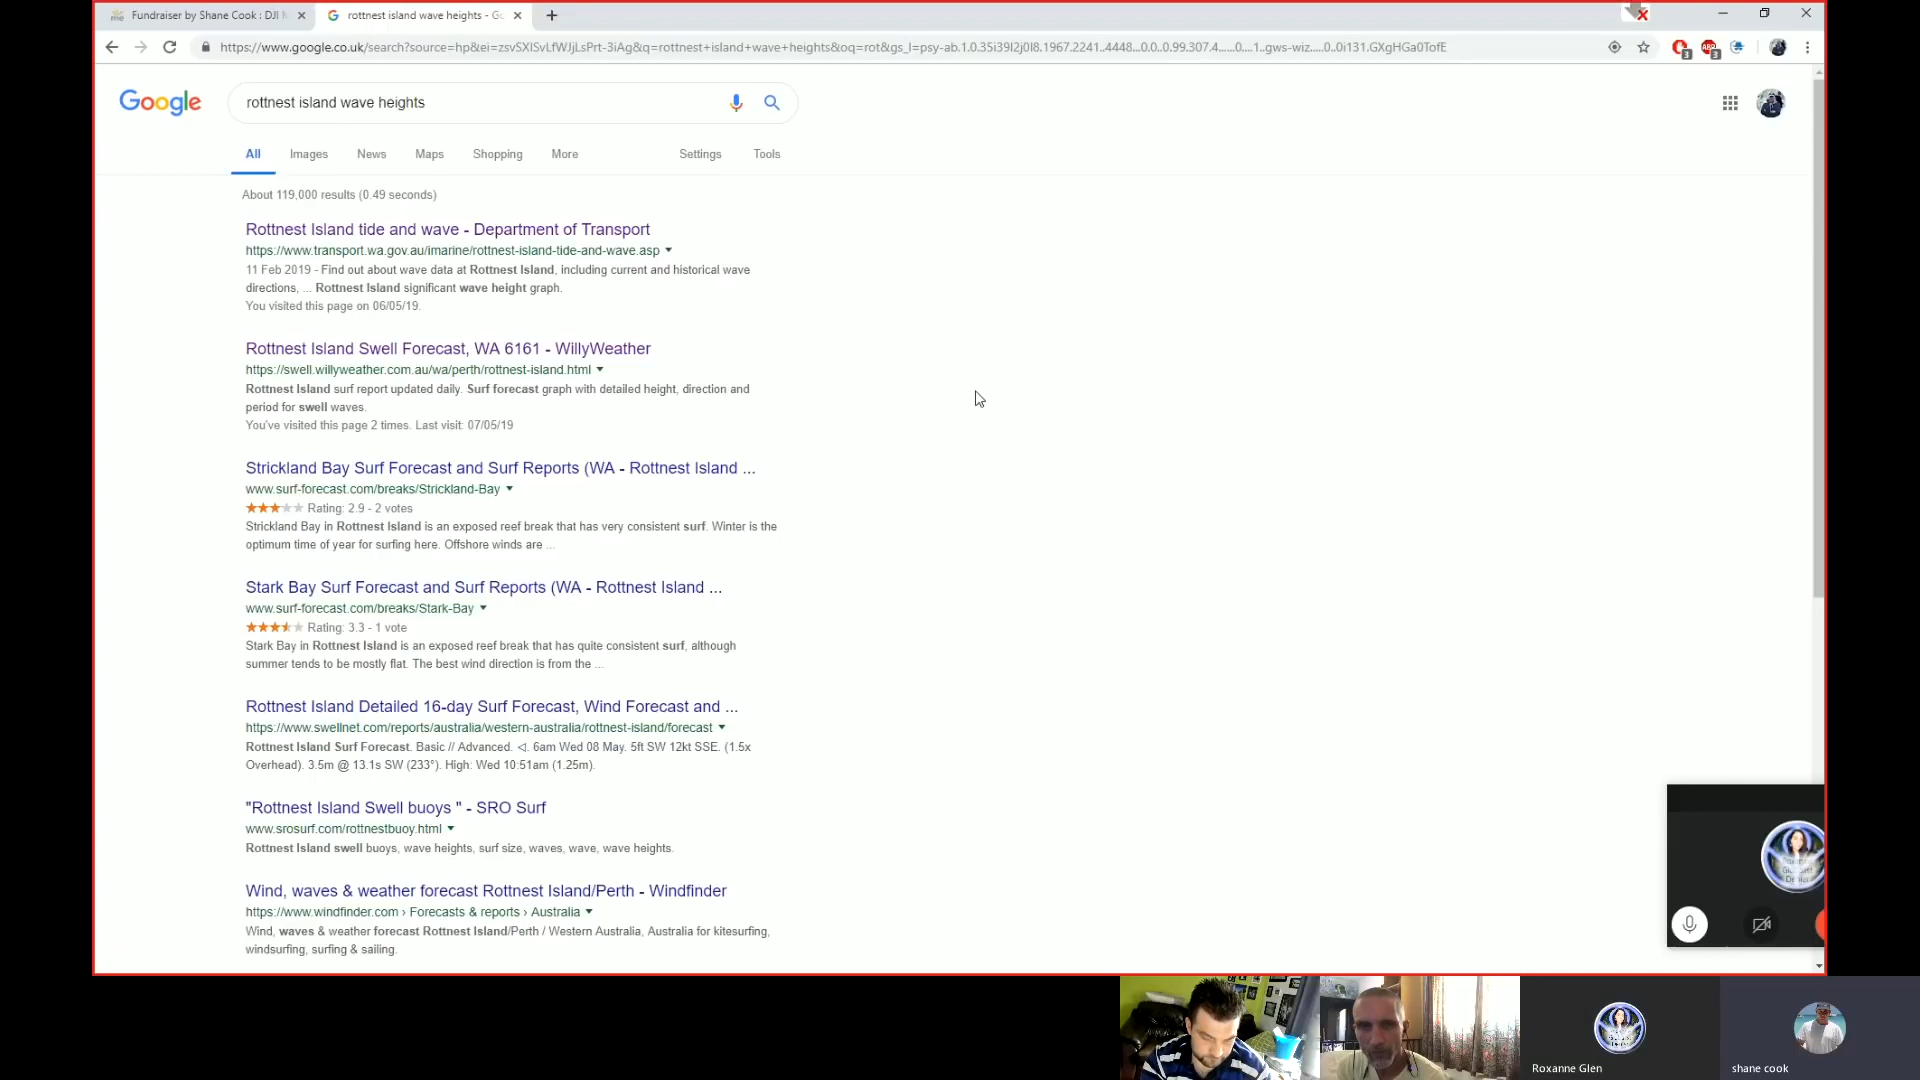 Fundraiser by Shane Cook : DJI
rottnest island wave heights - Go
https://www.google.co.uk/search?source=hp&ei=zsvSXISvLfWJjLsPrt-3iAg&q=rottnest+island+wave+heights&oq=rot&gs_l=psy-ab.1.0.35i39l2j0l8.1967.2241..4448...0.0..0.99.307.4......0....1..gws-wiz.....0..0i131.GXgHGa0TofE
Google
rottnest island wave heights
All Images News Maps Shopping More Settings Tools
About 119,000 results (0.49 seconds)
Rottnest Island tide and wave - Department of Transport
https://www.transport.wa.gov.au/imarine/rottnest-island-tide-and-wave.asp
11 Feb 2019 - Find out about wave data at Rottnest Island, including current and historical wave
directions, ... Rottnest Island significant wave height graph.
You visited this page on 06/05/19.
Rottnest Island Swell Forecast, WA 6161 - WillyWeather
https://swell.willyweather.com.au/wa/perth/rottnest-island.html
Rottnest Island surf report updated daily. Surf forecast graph with detailed height, direction and
period for swell waves.
You've visited this page 2 times. Last visit: 07/05/19
Strickland Bay Surf Forecast and Surf Reports (WA - Rottnest Island ...
www.surf-forecast.com/breaks/Strickland-Bay
Rating: 2.9 - 2 votes
Strickland Bay in Rottnest Island is an exposed reef break that has very consistent surf. Winter is the
optimum time of year for surfing here. Offshore winds are ...
Stark Bay Surf Forecast and Surf Reports (WA - Rottnest Island ...
www.surf-forecast.com/breaks/Stark-Bay
Rating: 3.3 - 1 vote
Stark Bay in Rottnest Island is an exposed reef break that has quite consistent surf, although
summer tends to be mostly flat. The best wind direction is from the ...
Rottnest Island Detailed 16-day Surf Forecast, Wind Forecast and ...
https://www.swellnet.com/reports/australia/western-australia/rottnest-island/forecast
Rottnest Island Surf Forecast. Basic // Advanced. ⊲. 6am Wed 08 May. 5ft SW 12kt SSE. (1.5x
Overhead). 3.5m @ 13.1s SW (233°). High: Wed 10:51am (1.25m).
"Rottnest Island Swell buoys " - SRO Surf
www.srosurf.com/rottnestbuoy.html
Rottnest Island swell buoys, wave heights, surf size, waves, wave, wave heights.
Wind, waves & weather forecast Rottnest Island/Perth - Windfinder
https://www.windfinder.com › Forecasts & reports › Australia
Wind, waves & weather forecast Rottnest Island/Perth / Western Australia, Australia for kitesurfing,
windsurfing, surfing & sailing.
Roxanne Glen
shane cook